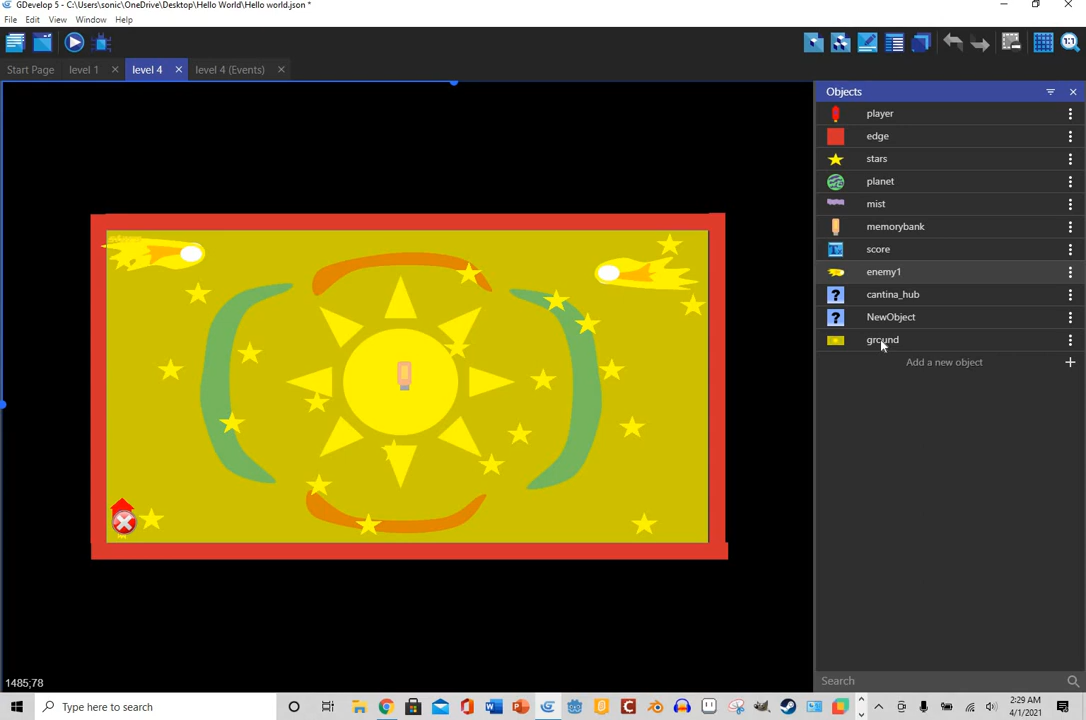 GDevelop 5 - C:\Users\sonic\OneDrive\Desktop\Hello World\Hello world.json *
File Edit View Window Help
1:1
Start Page level 1 × level 4 × level 4 (Events) ×
Objects
player
edge
stars
planet
mist
memorybank
score
enemy1
? cantina_hub
? NewObject
ground
Add a new object +
1485;78
Search
Type here to search
2:29 AM
4/1/2021